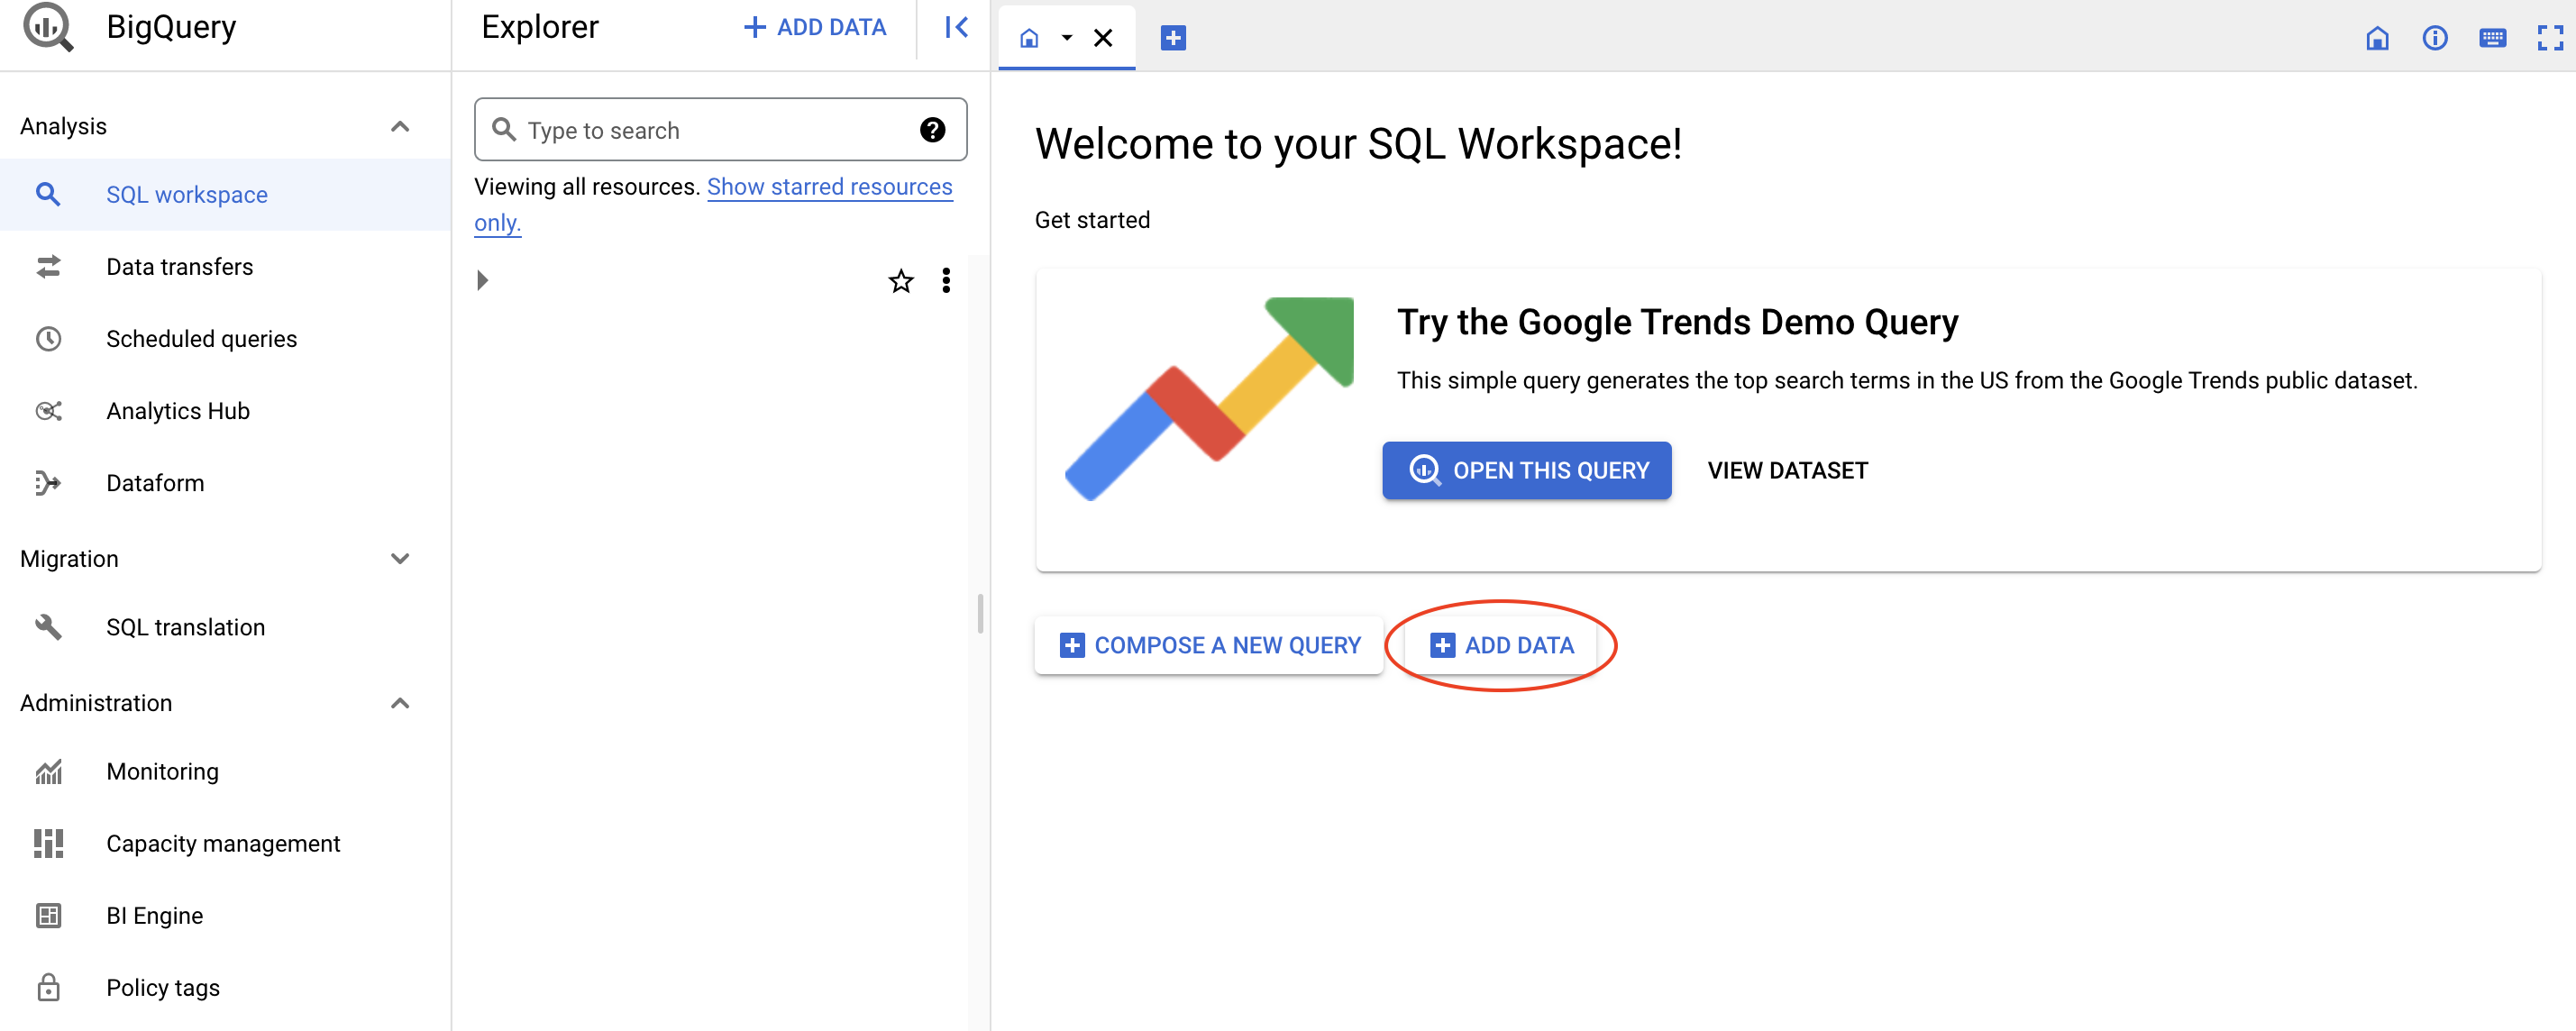 BigQuery
Analysis
SQL workspace
Data transfers
Scheduled queries
Analytics Hub
Dataform
Migration
SQL translation
Administration
Monitoring
Capacity management
BI Engine
Policy tags
Explorer
ADD DATA
Type to search
Viewing all resources. Show starred resources
only.
Welcome to your SQL Workspace!
Get started
Try the Google Trends Demo Query
This simple query generates the top search terms in the US from the Google Trends public dataset.
OPEN THIS QUERY
VIEW DATASET
COMPOSE A NEW QUERY
ADD DATA